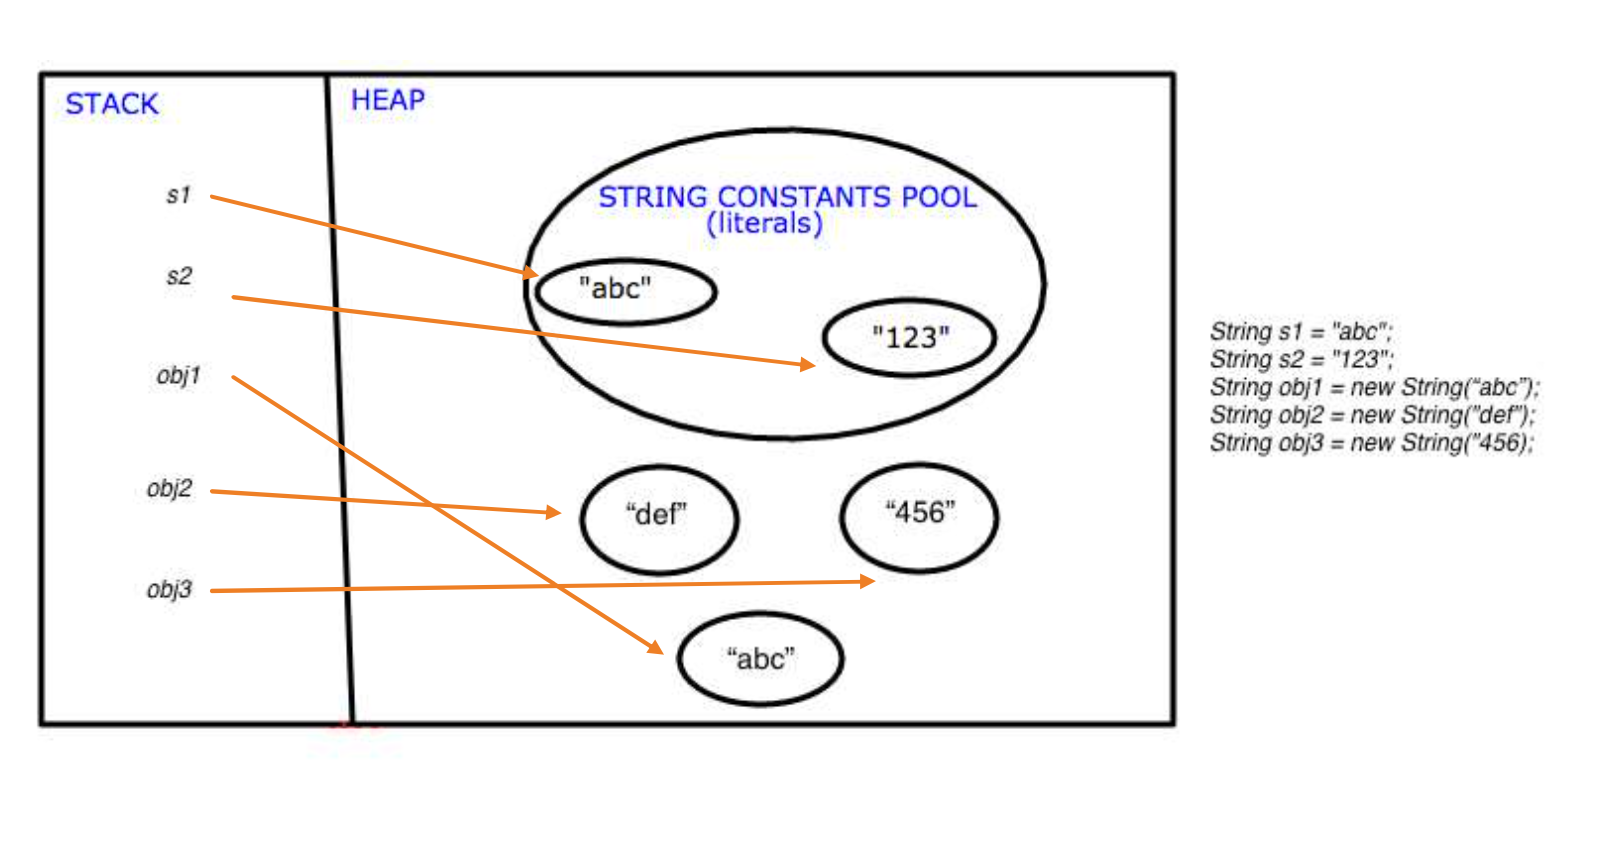 STACK
HEAP
s1
s2
obj1
obj2
obj3
STRING CONSTANTS POOL
(literals)
"abc"
"123"
“def”
“456”
“abc”
String s1 = "abc";
String s2 = "123";
String obj1 = new String(“abc”);
String obj2 = new String("def");
String obj3 = new String("456);